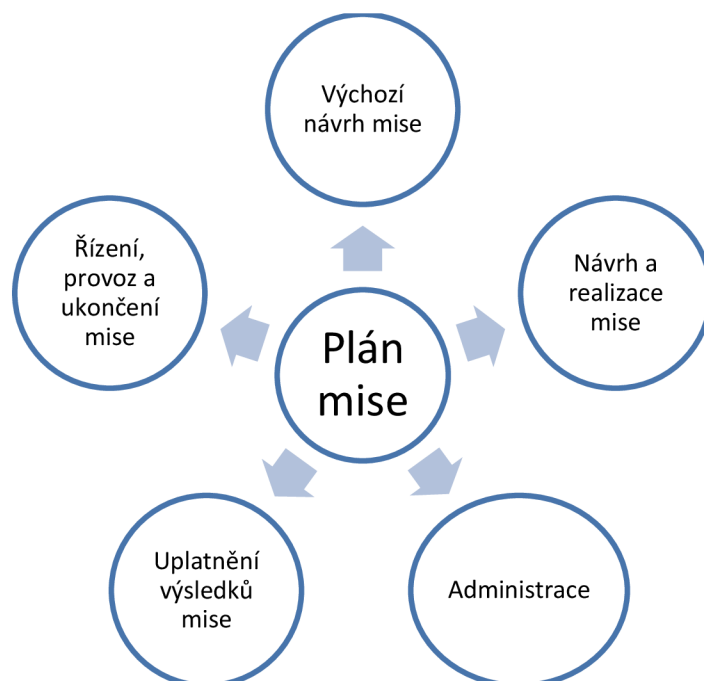 Výchozí
návrh mise
Řízení,
provoz a
ukončení
mise
Návrh a
realizace
mise
Plán
mise
Uplatnění
výsledků
mise
Administrace